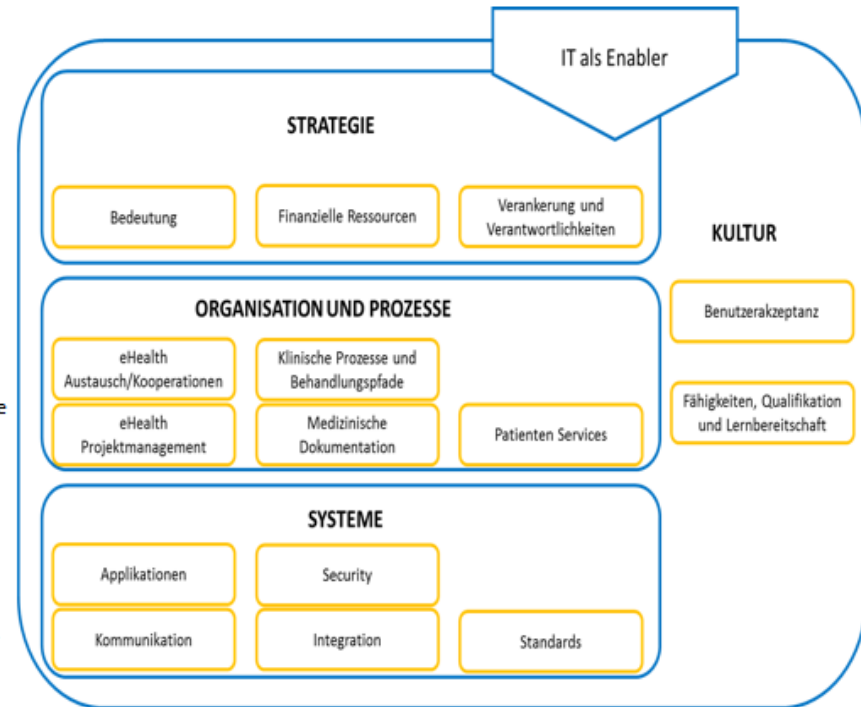 IT als Enabler
STRATEGIE
Bedeutung
Finanzielle Ressourcen
Verankerung und
Verantwortlichkeiten
KULTUR
Benutzerakzeptanz
Fähigkeiten, Qualifikation
und Lernbereitschaft
ORGANISATION UND PROZESSE
eHealth
Austausch/Kooperationen
Klinische Prozesse und
Behandlungspfade
eHealth
Projektmanagement
Medizinische
Dokumentation
Patienten Services
e
SYSTEME
Applikationen
Security
Kommunikation
Integration
Standards